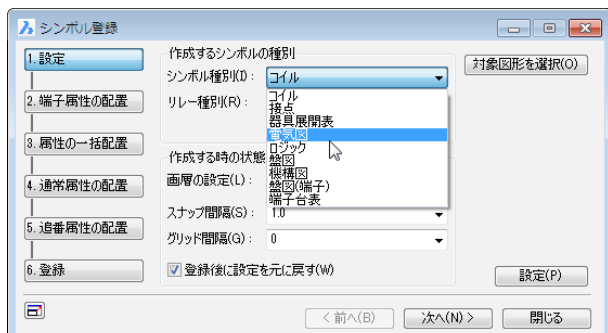 シンボル登録
1. 設定
2. 端子属性の配置
3. 属性の一括配置
4. 通常属性の配置
5. 追番属性の配置
6. 登録
作成するシンボルの種別
シンボル種別(I): コイル
リレー種別(R):
コイル
接点
器具展開表
電気図
ロジック
盤図
機構図
盤図(端子)
端子台表
作成する時の状態
画層の設定(L):
スナップ間隔(S): 1.0
グリッド間隔(G): 0
登録後に設定を元に戻す(W)
対象図形を選択(O)
設定(P)
< 前へ(B)
次へ(N) >
閉じる